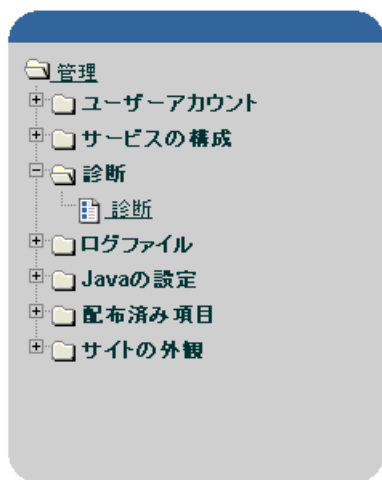 管理
ユーザーアカウント
サービスの構成
診断
診断
ログファイル
Javaの設定
配布済み項目
サイトの外観